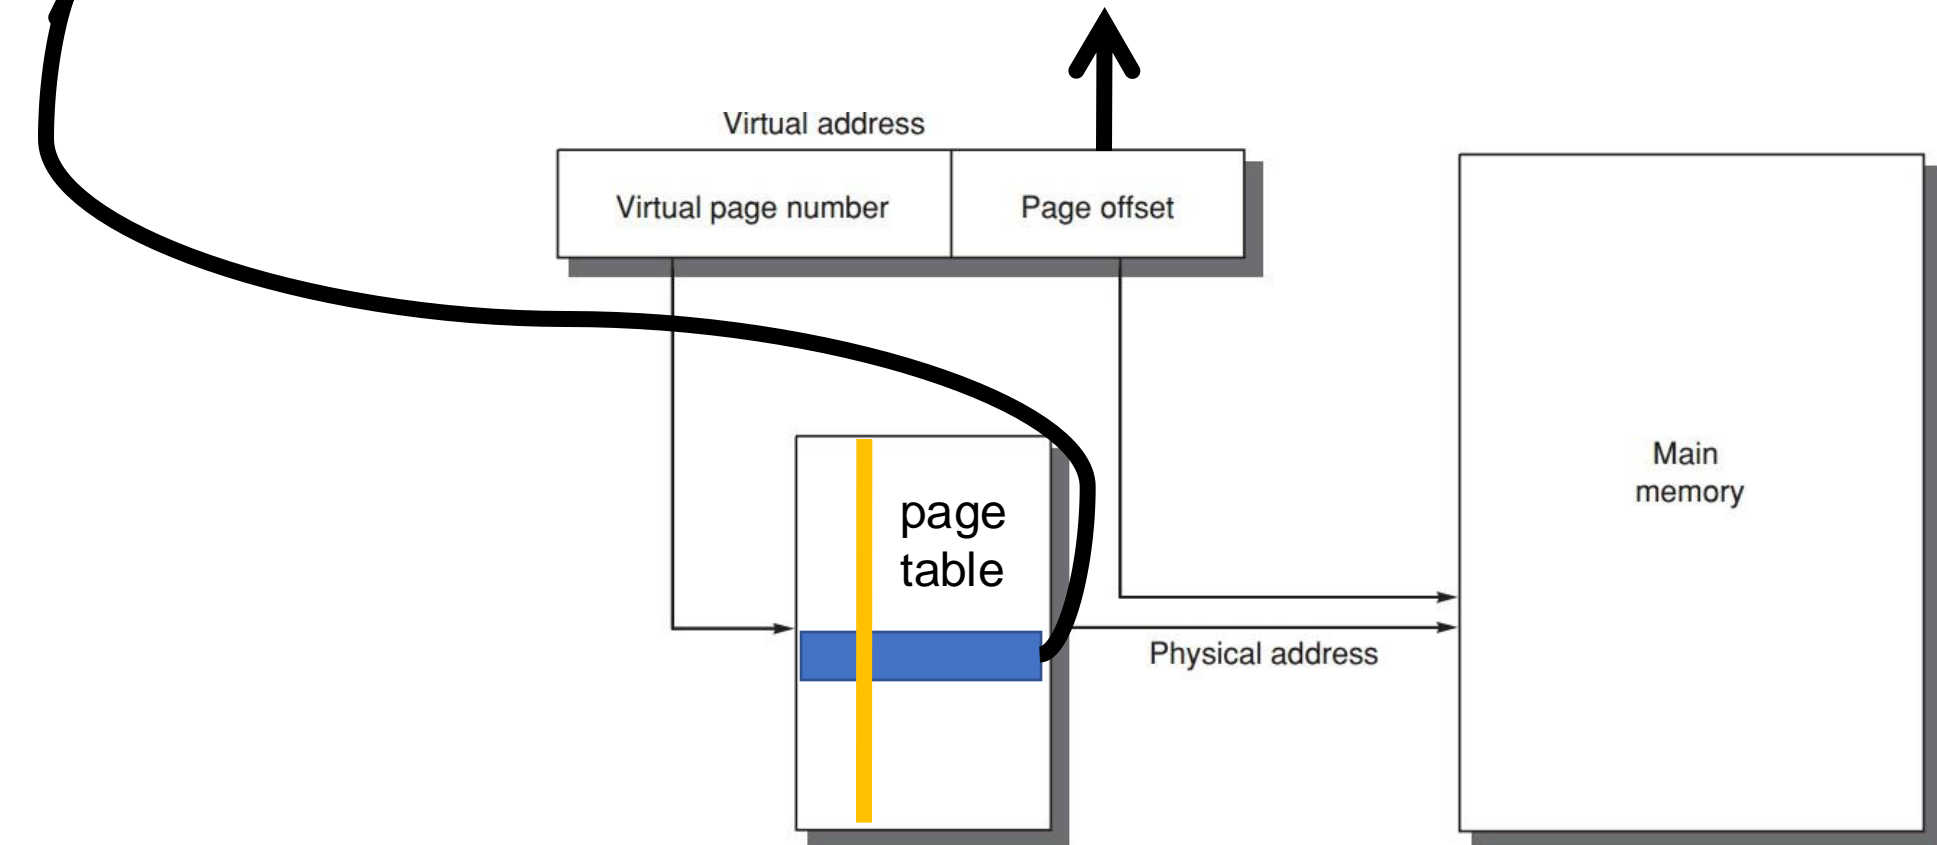 Virtual address
Virtual page number
Page offset
Main
memory
page
table
Physical address